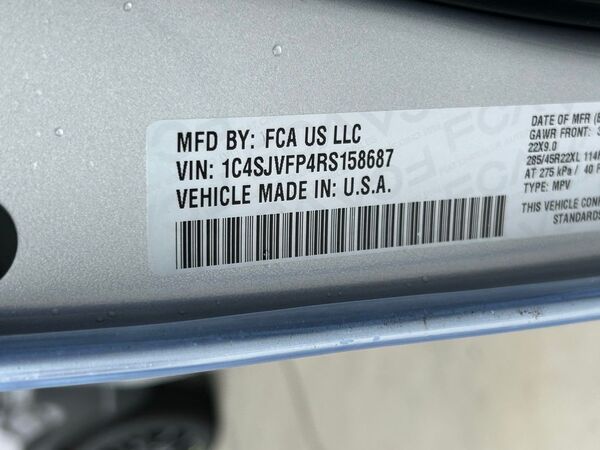 MFD BY: FCA US LLC
VIN: 1C4SJVFP4RS158687
VEHICLE MADE IN: U.S.A.
DATE OF MFR
GAWR FRONT:
22X9.0
285/45R22XL
AT 275 kPa / 40
TYPE: MPV
THIS VEHICLE